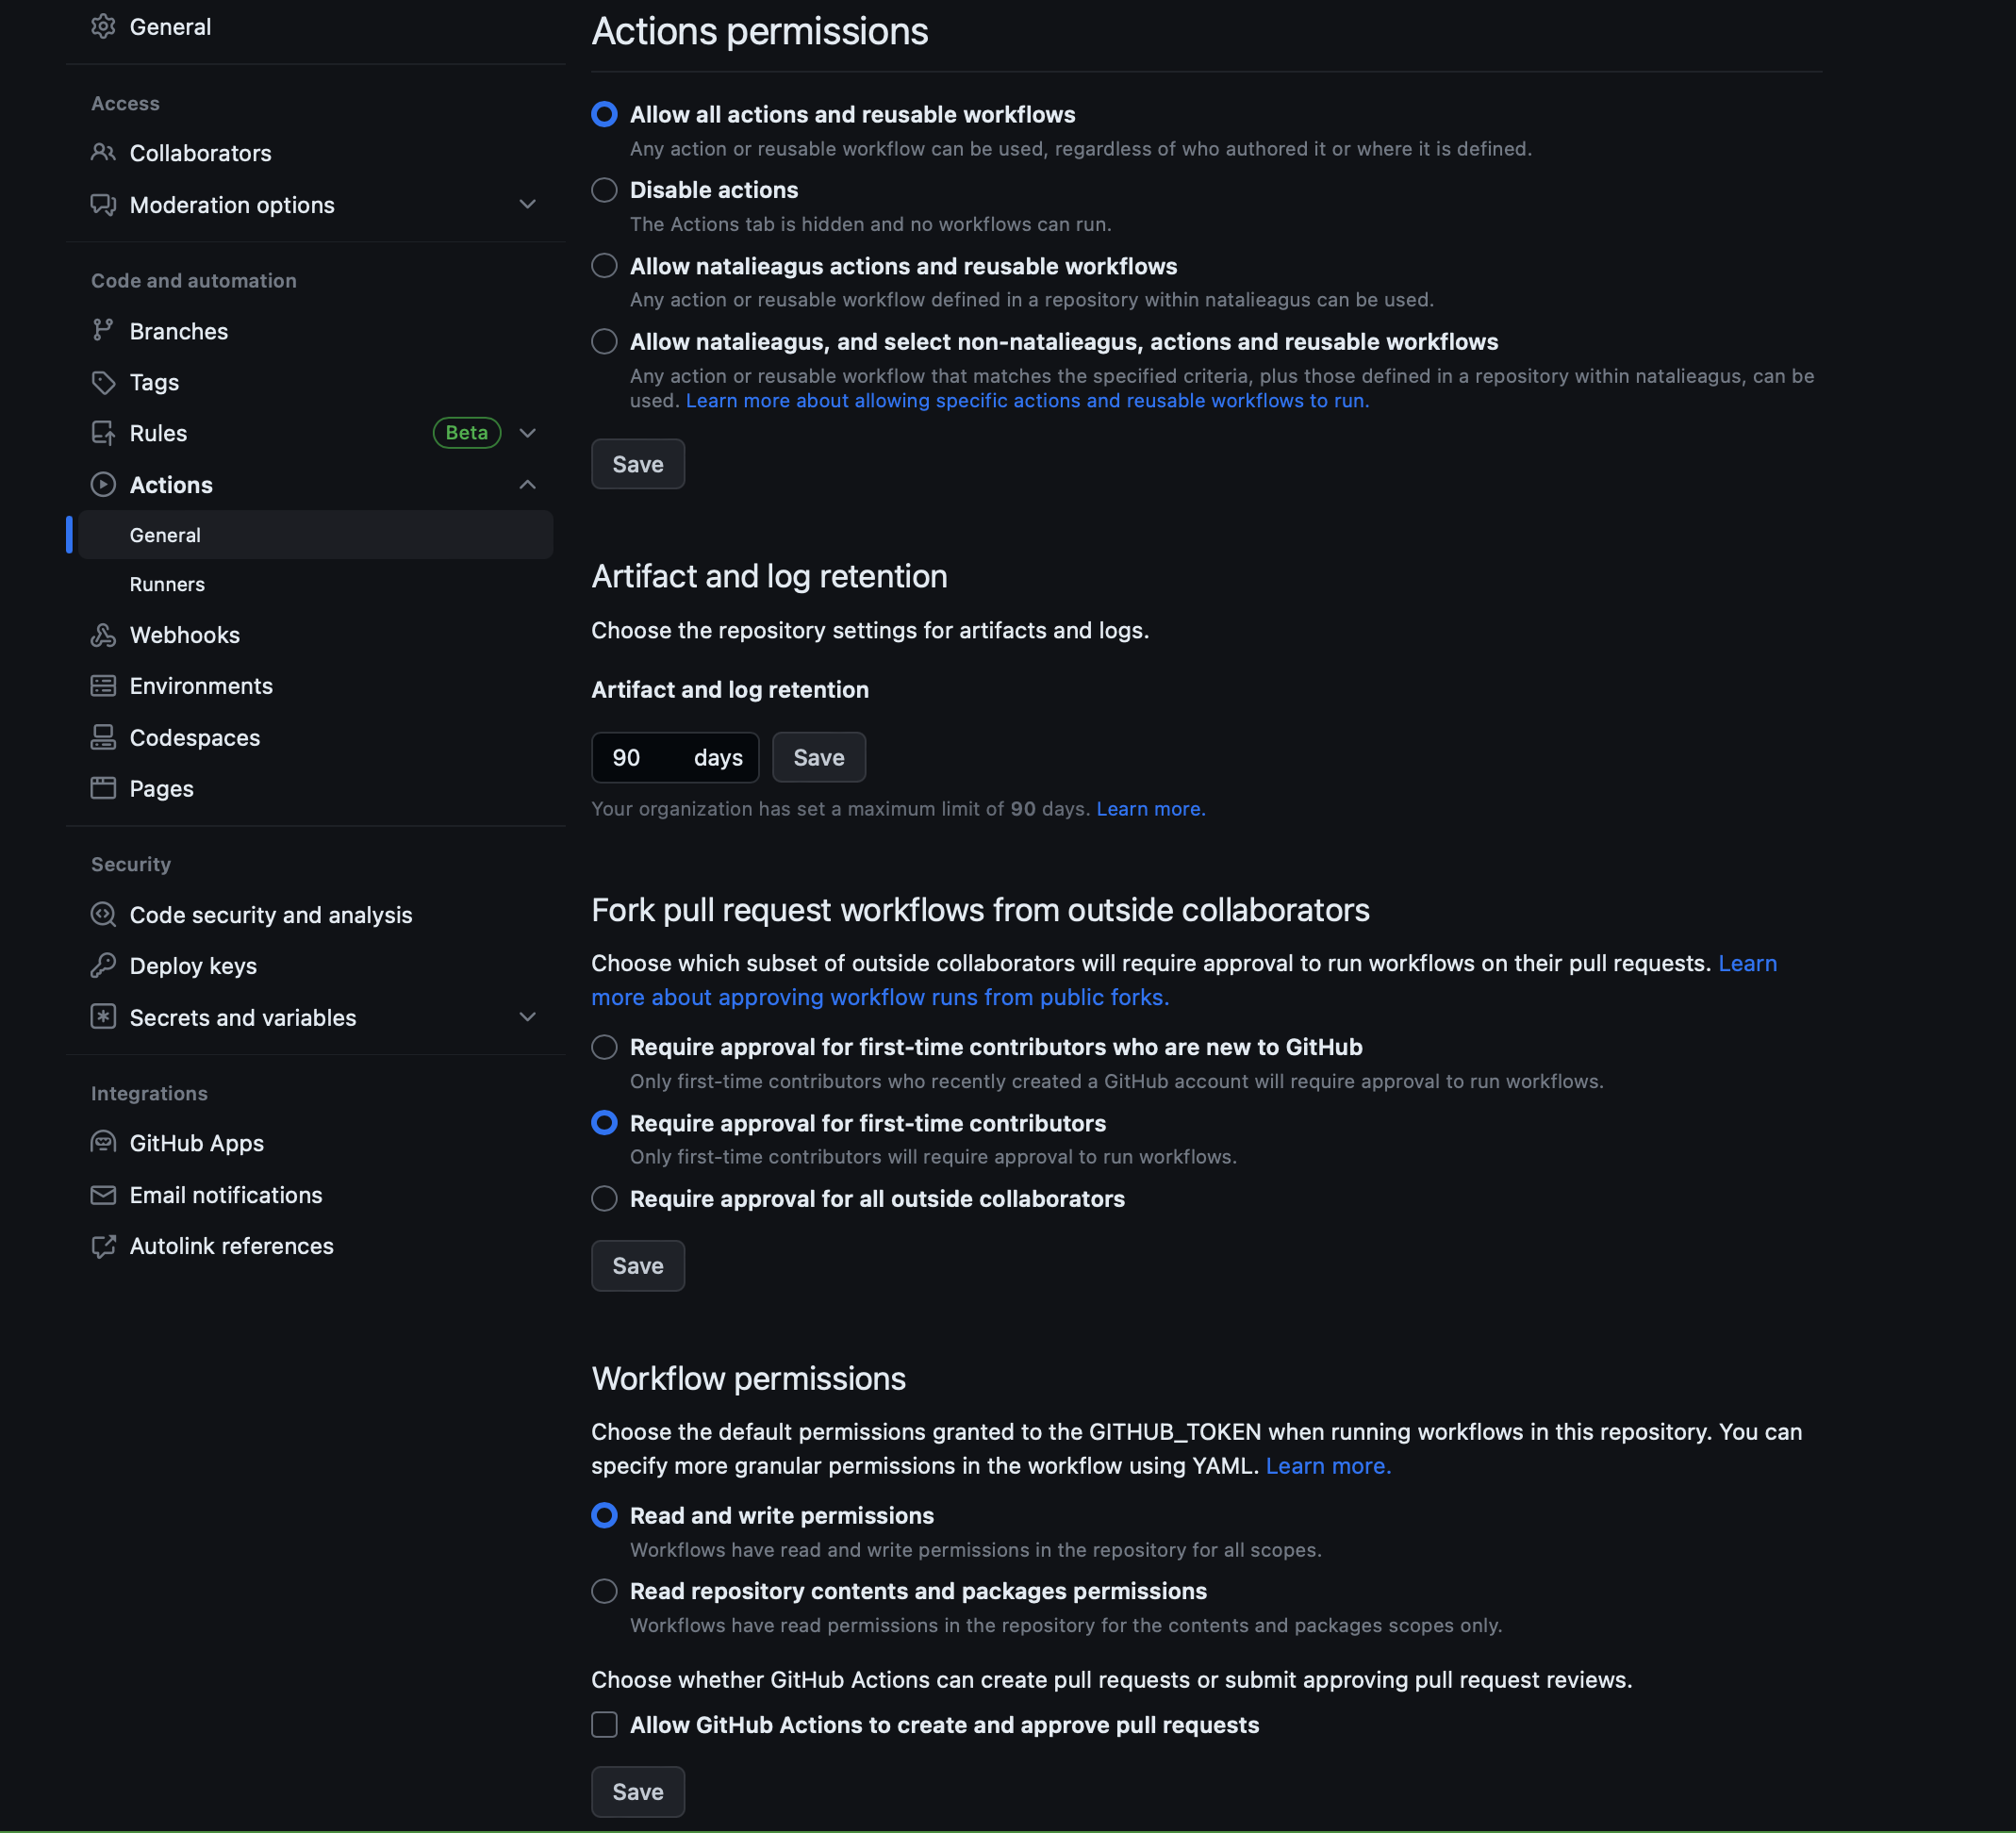 General
Access
Collaborators
Moderation options
Code and automation
Branches
Tags
Rules Beta
Actions
General
Runners
Webhooks
Environments
Codespaces
Pages
Security
Code security and analysis
Deploy keys
Secrets and variables
Integrations
GitHub Apps
Email notifications
Autolink references
Actions permissions
Allow all actions and reusable workflows
Any action or reusable workflow can be used, regardless of who authored it or where it is defined.
Disable actions
The Actions tab is hidden and no workflows can run.
Allow natalieagus actions and reusable workflows
Any action or reusable workflow defined in a repository within natalieagus can be used.
Allow natalieagus, and select non-natalieagus, actions and reusable workflows
Any action or reusable workflow that matches the specified criteria, plus those defined in a repository within natalieagus, can be
used. Learn more about allowing specific actions and reusable workflows to run.
Save
Artifact and log retention
Choose the repository settings for artifacts and logs.
Artifact and log retention
90 days Save
Your organization has set a maximum limit of 90 days. Learn more.
Fork pull request workflows from outside collaborators
Choose which subset of outside collaborators will require approval to run workflows on their pull requests. Learn
more about approving workflow runs from public forks.
Require approval for first-time contributors who are new to GitHub
Only first-time contributors who recently created a GitHub account will require approval to run workflows.
Require approval for first-time contributors
Only first-time contributors will require approval to run workflows.
Require approval for all outside collaborators
Save
Workflow permissions
Choose the default permissions granted to the GITHUB_TOKEN when running workflows in this repository. You can
specify more granular permissions in the workflow using YAML. Learn more.
Read and write permissions
Workflows have read and write permissions in the repository for all scopes.
Read repository contents and packages permissions
Workflows have read permissions in the repository for the contents and packages scopes only.
Choose whether GitHub Actions can create pull requests or submit approving pull request reviews.
Allow GitHub Actions to create and approve pull requests
Save